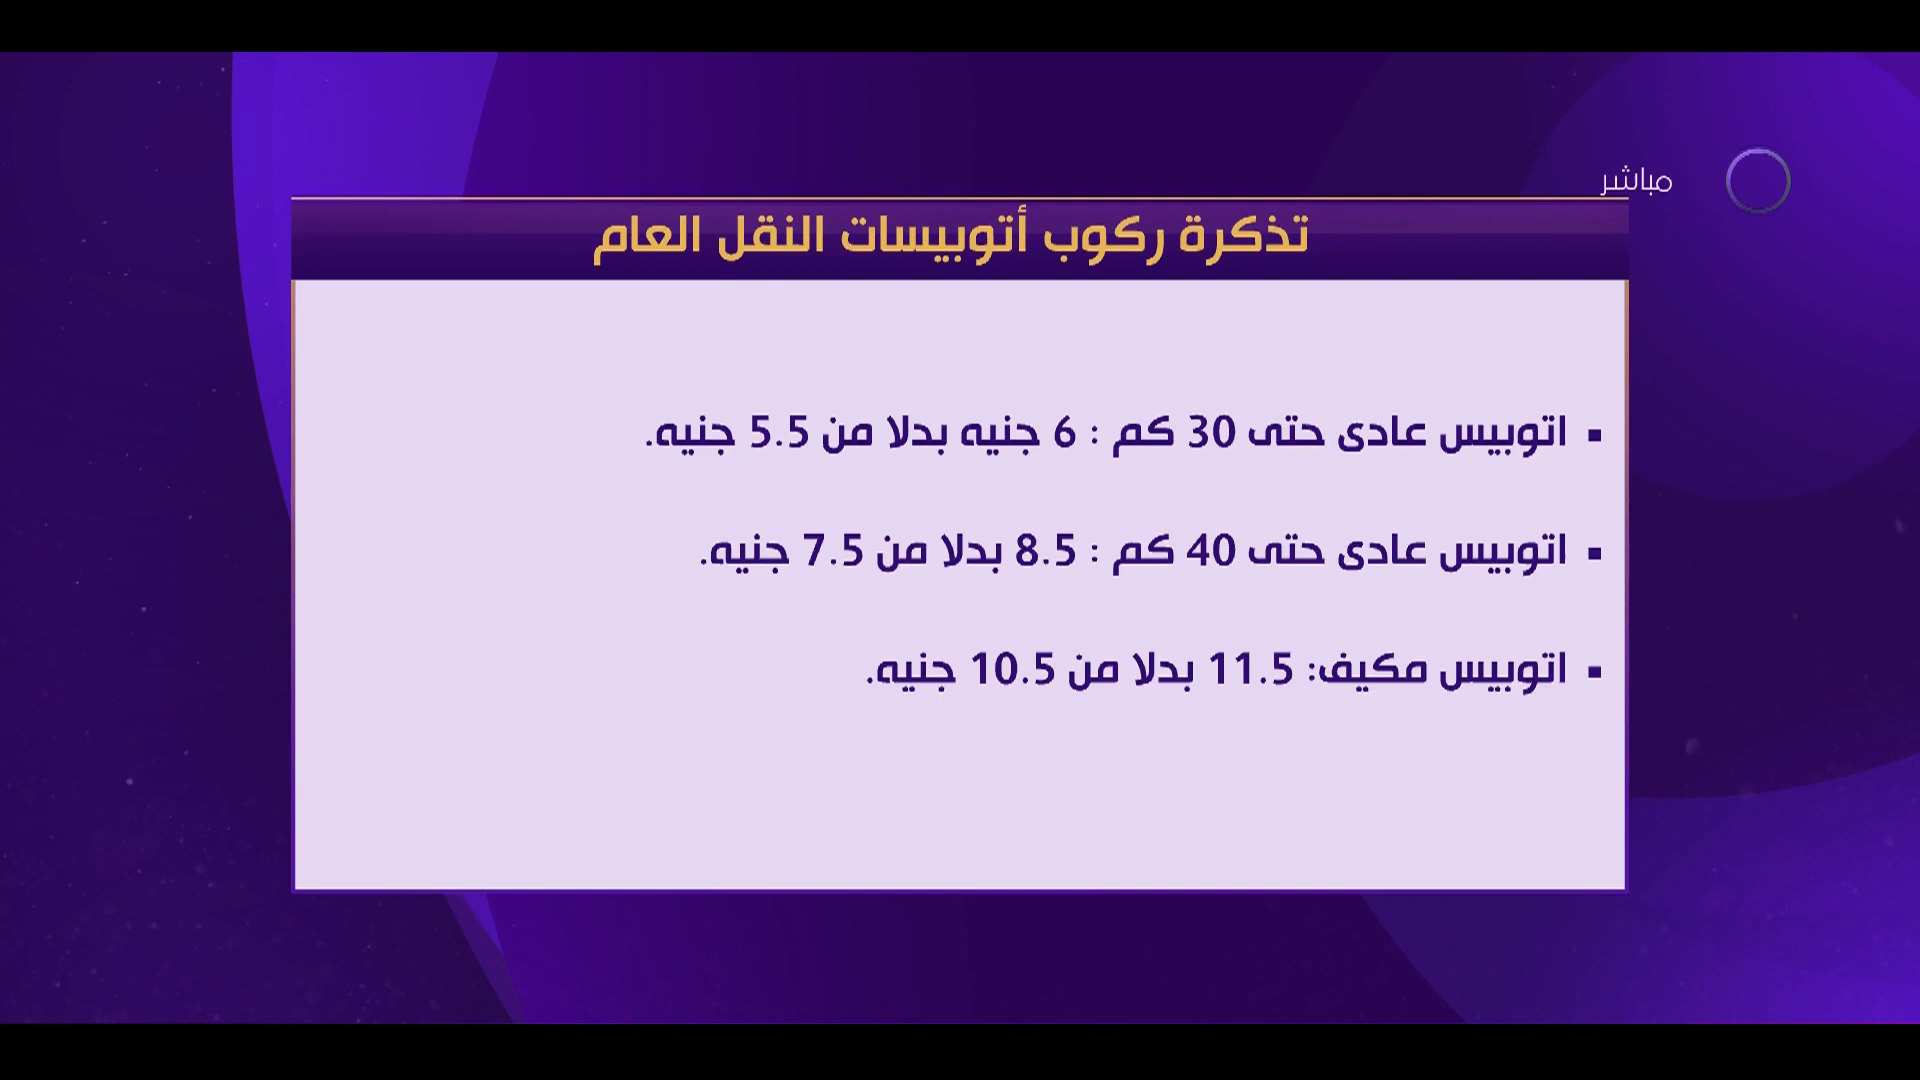 مباشر
تذكرة ركوب أتوبيسات النقل العام
▪ اتوبيس عادى حتى 30 كم : 6 جنيه بدلا من 5.5 جنيه.
▪ اتوبيس عادى حتى 40 كم : 8.5 بدلا من 7.5 جنيه.
▪ اتوبيس مكيف: 11.5 بدلا من 10.5 جنيه.